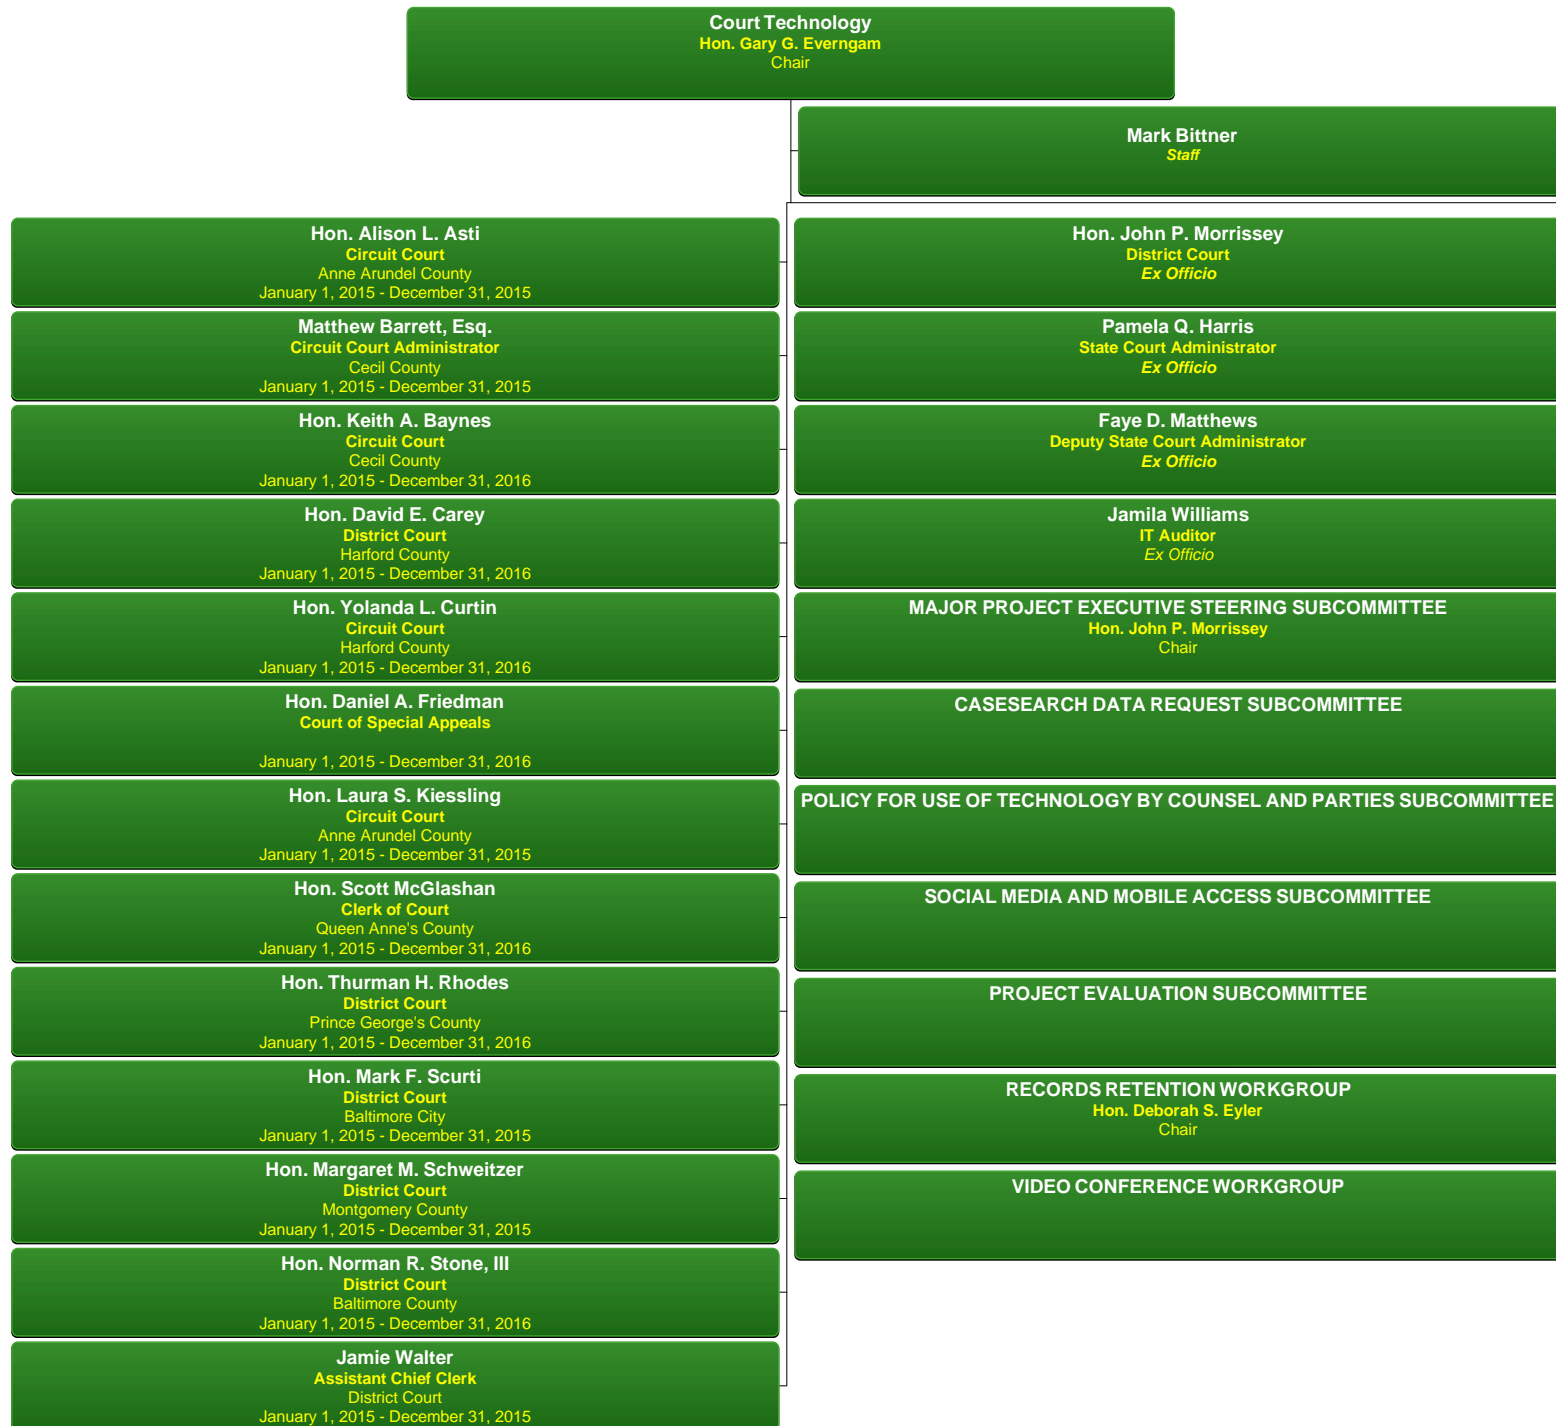 Court Technology
Hon. Gary G. Everngam
Chair
Mark Bittner
Staff
Hon. Alison L. Asti
Circuit Court
Anne Arundel County
January 1, 2015 - December 31, 2015
Matthew Barrett, Esq.
Circuit Court Administrator
Cecil County
January 1, 2015 - December 31, 2015
Hon. Keith A. Baynes
Circuit Court
Cecil County
January 1, 2015 - December 31, 2016
Hon. David E. Carey
District Court
Harford County
January 1, 2015 - December 31, 2016
Hon. Yolanda L. Curtin
Circuit Court
Harford County
January 1, 2015 - December 31, 2016
Hon. Daniel A. Friedman
Court of Special Appeals
January 1, 2015 - December 31, 2016
Hon. Laura S. Kiessling
Circuit Court
Anne Arundel County
January 1, 2015 - December 31, 2015
Hon. Scott McGlashan
Clerk of Court
Queen Anne's County
January 1, 2015 - December 31, 2016
Hon. Thurman H. Rhodes
District Court
Prince George's County
January 1, 2015 - December 31, 2016
Hon. Mark F. Scurti
District Court
Baltimore City
January 1, 2015 - December 31, 2015
Hon. Margaret M. Schweitzer
District Court
Montgomery County
January 1, 2015 - December 31, 2015
Hon. Norman R. Stone, III
District Court
Baltimore County
January 1, 2015 - December 31, 2016
Jamie Walter
Assistant Chief Clerk
District Court
January 1, 2015 - December 31, 2015
Hon. John P. Morrissey
District Court
Ex Officio
Pamela Q. Harris
State Court Administrator
Ex Officio
Faye D. Matthews
Deputy State Court Administrator
Ex Officio
Jamila Williams
IT Auditor
Ex Officio
MAJOR PROJECT EXECUTIVE STEERING SUBCOMMITTEE
Hon. John P. Morrissey
Chair
CASESEARCH DATA REQUEST SUBCOMMITTEE
POLICY FOR USE OF TECHNOLOGY BY COUNSEL AND PARTIES SUBCOMMITTEE
SOCIAL MEDIA AND MOBILE ACCESS SUBCOMMITTEE
PROJECT EVALUATION SUBCOMMITTEE
RECORDS RETENTION WORKGROUP
Hon. Deborah S. Eyler
Chair
VIDEO CONFERENCE WORKGROUP